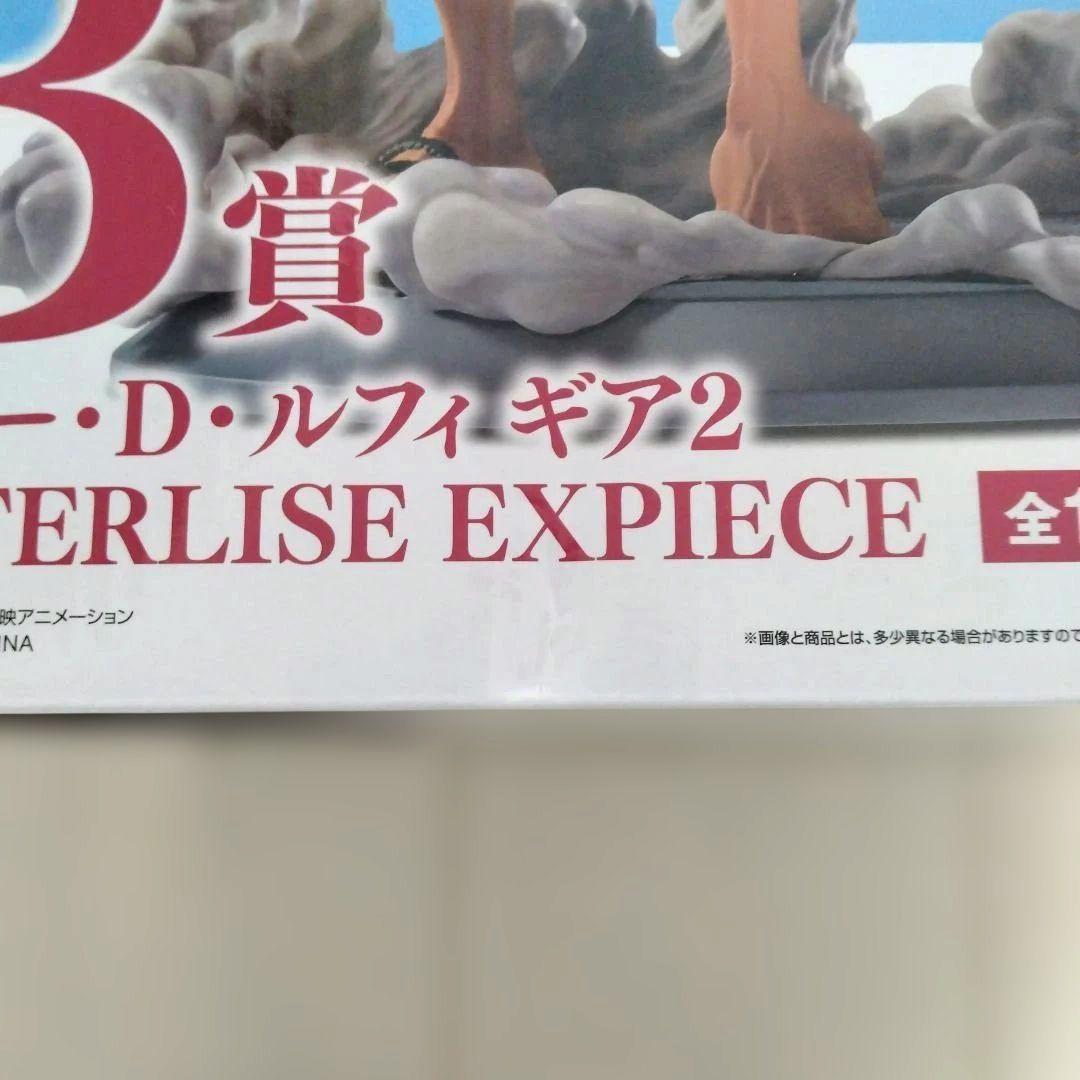 B賞
ー・D・ルフィ ギア2
TERLISE EXPIECE 全1
映アニメーション
INA
※画像と商品とは、多少異なる場合がありますので